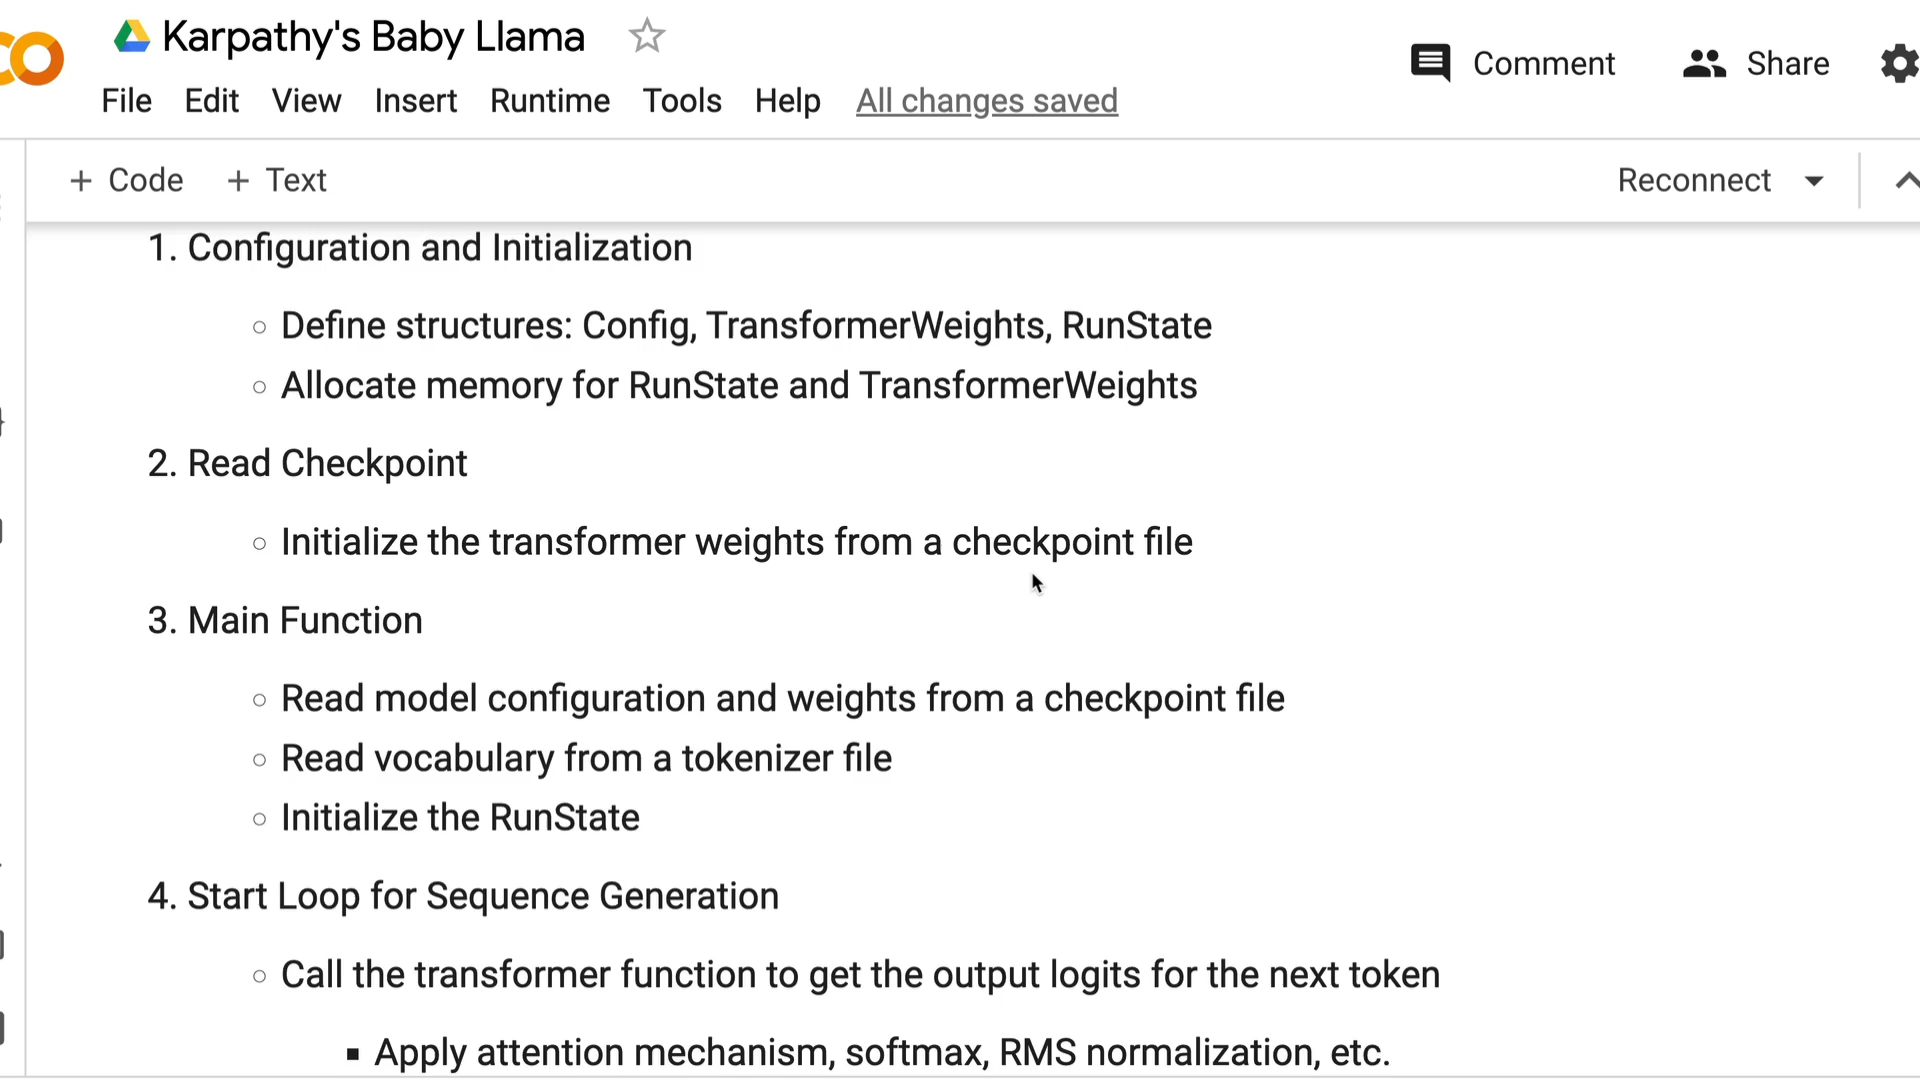 Karpathy's Baby Llama
File Edit View Insert Runtime Tools Help All changes saved
Comment Share
+ Code + Text
Reconnect
1. Configuration and Initialization
Define structures: Config, TransformerWeights, RunState
Allocate memory for RunState and TransformerWeights
2. Read Checkpoint
Initialize the transformer weights from a checkpoint file
3. Main Function
Read model configuration and weights from a checkpoint file
Read vocabulary from a tokenizer file
Initialize the RunState
4. Start Loop for Sequence Generation
Call the transformer function to get the output logits for the next token
Apply attention mechanism, softmax, RMS normalization, etc.